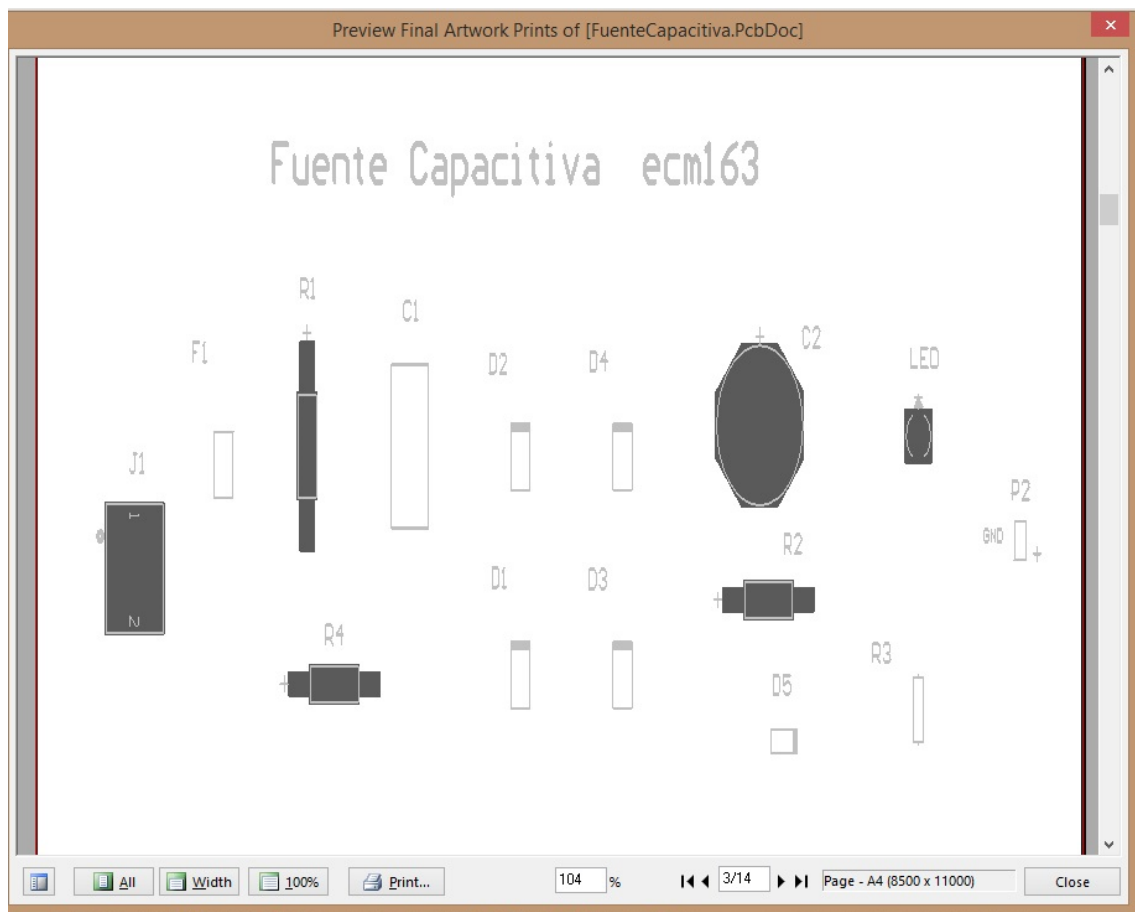 Preview Final Artwork Prints of [FuenteCapacitiva.PcbDoc]
Fuente Capacitiva ecm163
R1
C1
F1
D2
D4
C2
LED
J1
1
2
P2
GND
R2
D1
D3
R4
R3
D5
All
Width
100%
Print...
104 %
3/14
Page - A4 (8500 x 11000)
Close